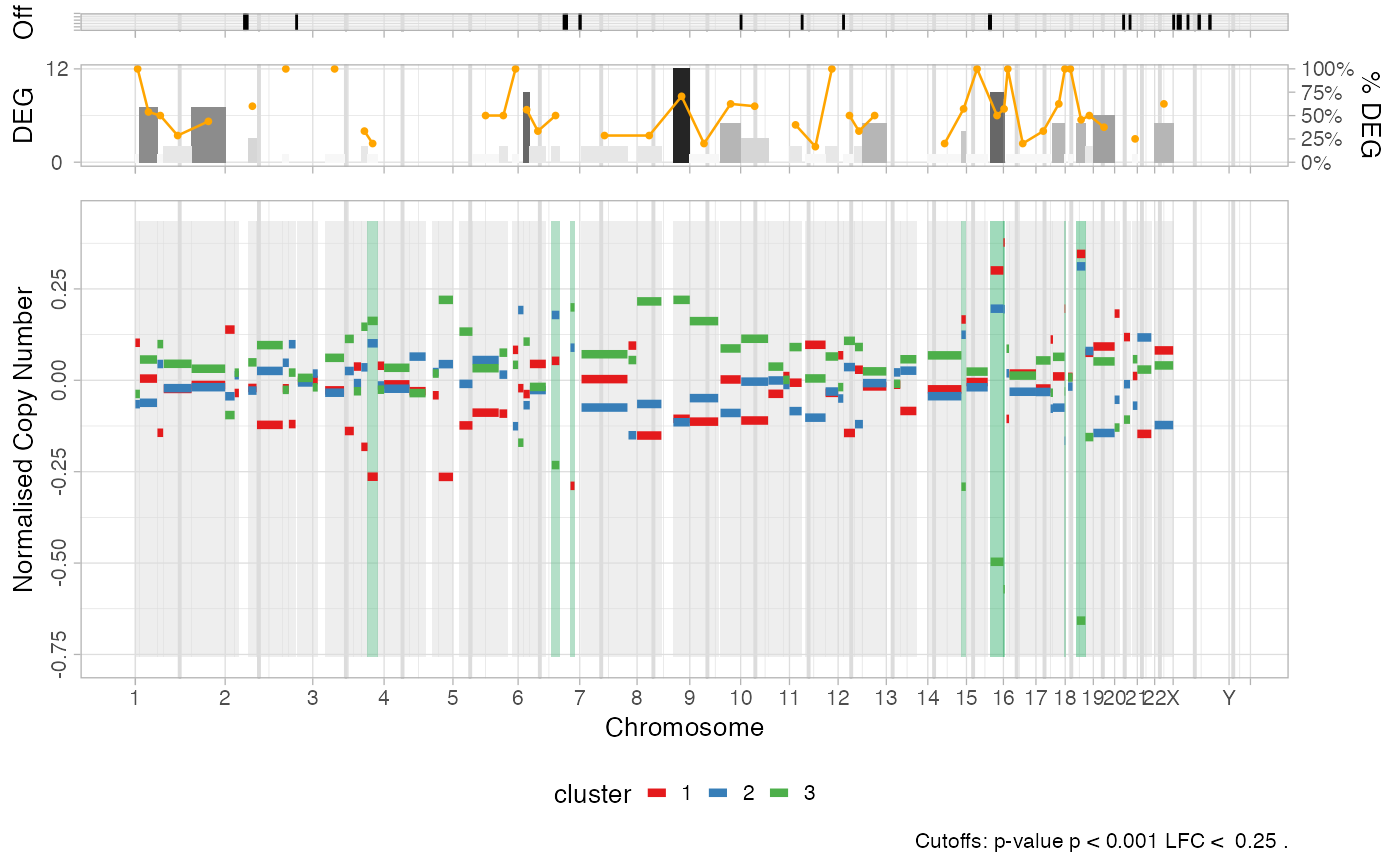 Off
DEG
12
0
100%
75%
50%
25%
0%
% DEG
Normalised Copy Number
0.25
0.00
-0.25
-0.50
-0.75
1 2 3 4 5 6 7 8 9 10 11 12 13 14 15 16 17 18 19 20 21 22 X Y
Chromosome
cluster 1 2 3
Cutoffs: p-value p < 0.001 LFC < 0.25 .